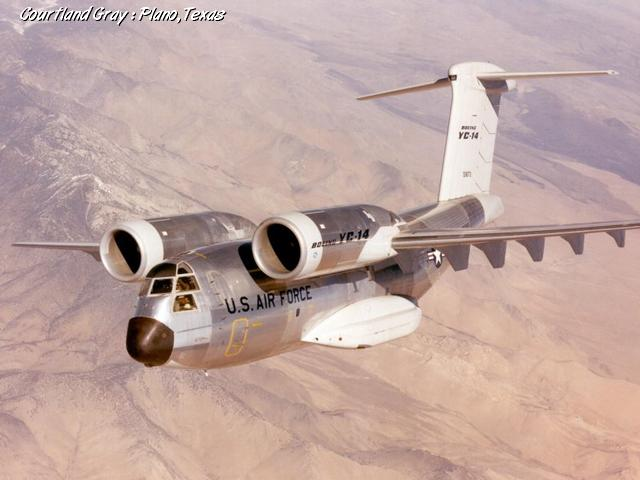 Courtland Gray : Plano,Texas
BOEING
YC-14
BOEING YC-14
U.S. AIR FORCE